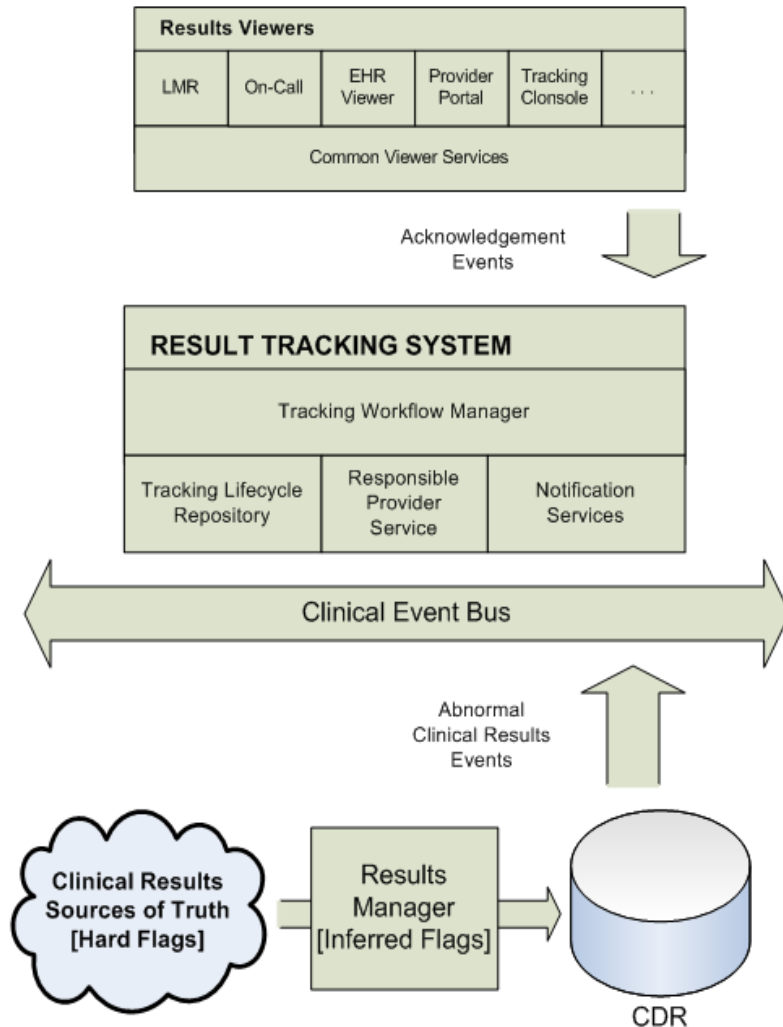 Results Viewers
LMR
On-Call
EHR
Viewer
Provider
Portal
Tracking
Clonsole
. . .
Common Viewer Services
Acknowledgement
Events
RESULT TRACKING SYSTEM
Tracking Workflow Manager
Tracking Lifecycle
Repository
Responsible
Provider
Service
Notification
Services
Clinical Event Bus
Abnormal
Clinical Results
Events
Clinical Results
Sources of Truth
[Hard Flags]
Results
Manager
[Inferred Flags]
CDR